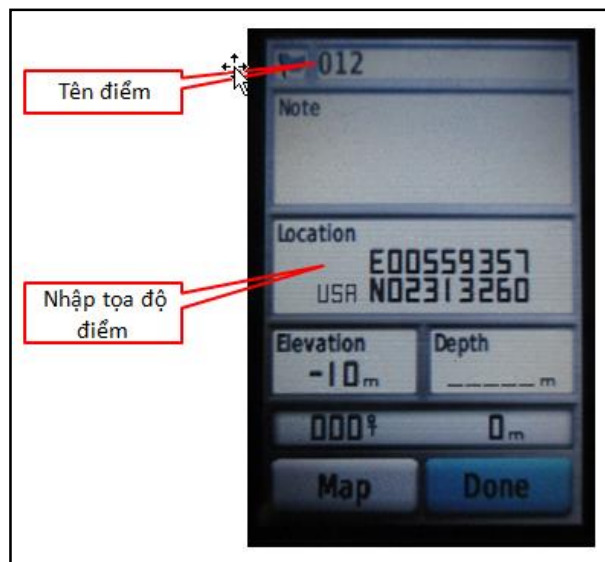 012
Tên điểm
Note
Location
E00559357
USA N02313260
Nhập tọa độ
điểm
Elevation
-10m
Depth
_____m
000°T
0m
Map
Done